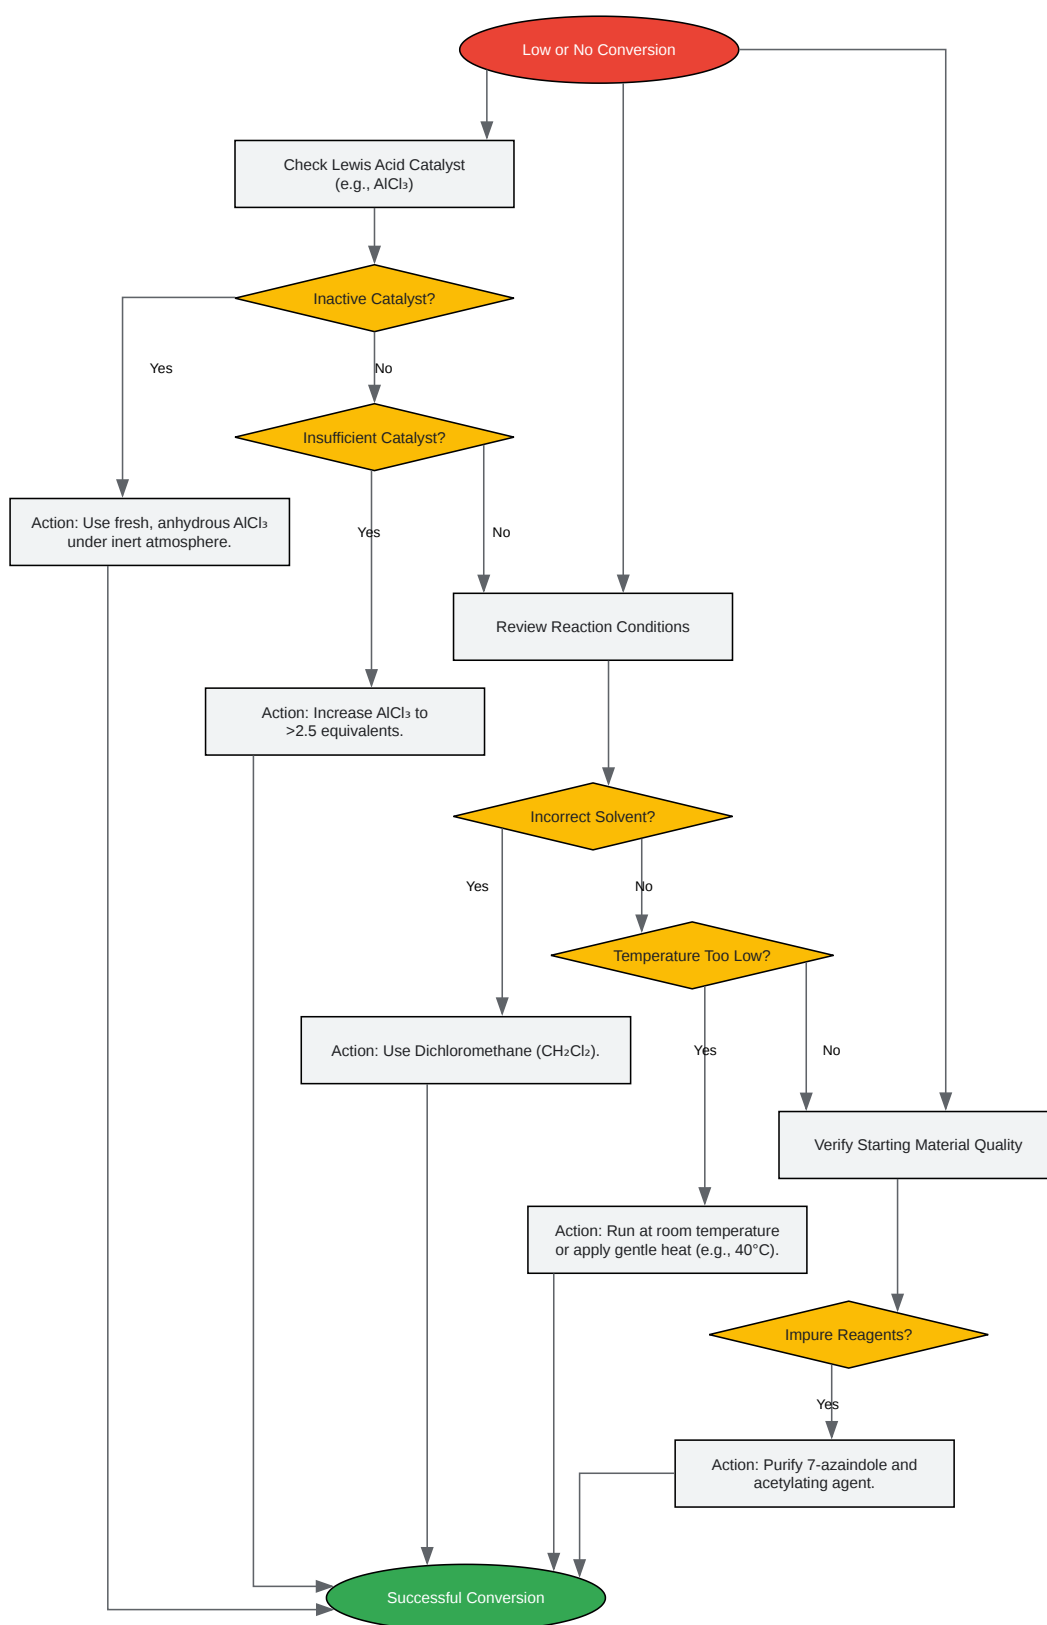 Low or No Conversion
Check Lewis Acid Catalyst
(e.g., AlCl₃)
Inactive Catalyst?
Yes
No
Insufficient Catalyst?
Action: Use fresh, anhydrous AlCl₃
under inert atmosphere.
Yes
No
Review Reaction Conditions
Action: Increase AlCl₃ to
>2.5 equivalents.
Incorrect Solvent?
Yes
No
Temperature Too Low?
Action: Use Dichloromethane (CH₂Cl₂).
Yes
No
Verify Starting Material Quality
Action: Run at room temperature
or apply gentle heat (e.g., 40°C).
Impure Reagents?
Yes
Action: Purify 7-azaindole and
acetylating agent.
Successful Conversion